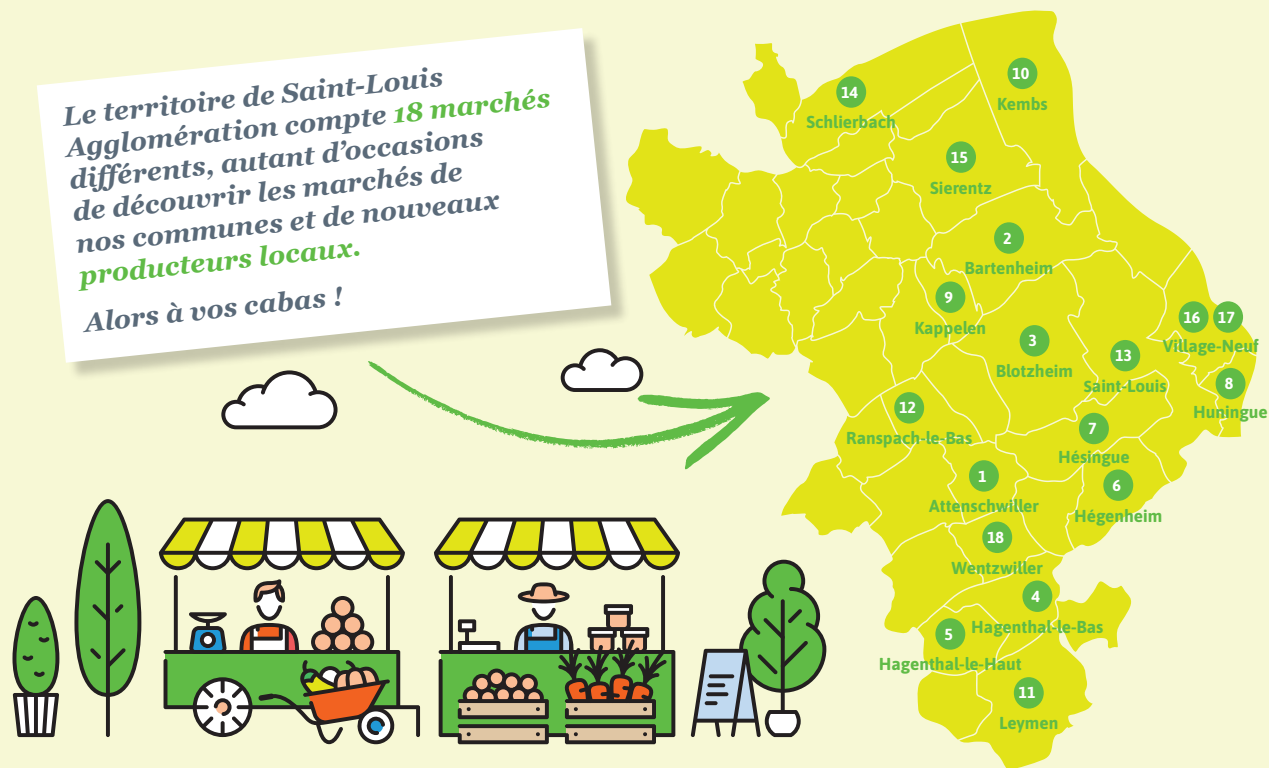 Le territoire de Saint-Louis
Agglomération compte 18 marchés
différents, autant d'occasions
de découvrir les marchés de
nos communes et de nouveaux
producteurs locaux.
Alors à vos cabas !
10
Kembs
14
Schlierbach
15
Sierentz
2
Bartenheim
9
Kappelen
16 17
Village-Neuf
3
Blotzheim
13
Saint-Louis
8
Huningue
12
Ranspach-le-Bas
7
Hésingue
1
Attenschwiller
6
Hégenheim
18
Wentzwiller
4
Hagenthal-le-Bas
5
Hagenthal-le-Haut
11
Leymen